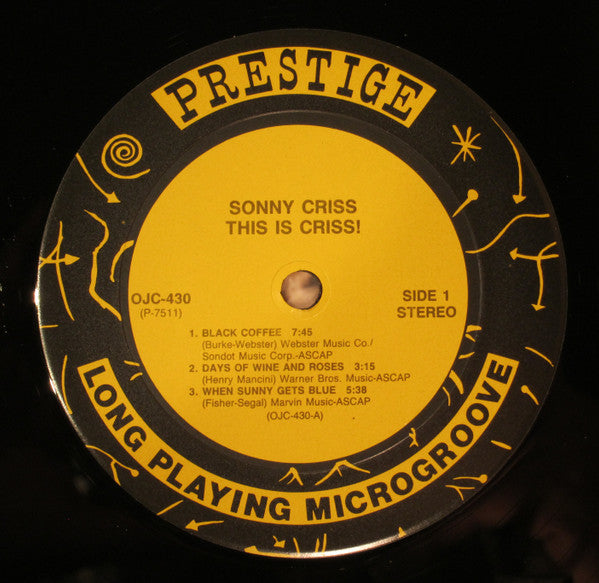 PRESTIGE
SONNY CRISS
THIS IS CRISS!
OJC-430
(P-7511)
SIDE 1
STEREO
1. BLACK COFFEE 7:45
(Burke-Webster) Webster Music Co./
Sondot Music Corp.-ASCAP
2. DAYS OF WINE AND ROSES 3:15
(Henry Mancini) Warner Bros. Music-ASCAP
3. WHEN SUNNY GETS BLUE 5:38
(Fisher-Segal) Marvin Music-ASCAP
(OJC-430-A)
LONG PLAYING MICROGROOVE